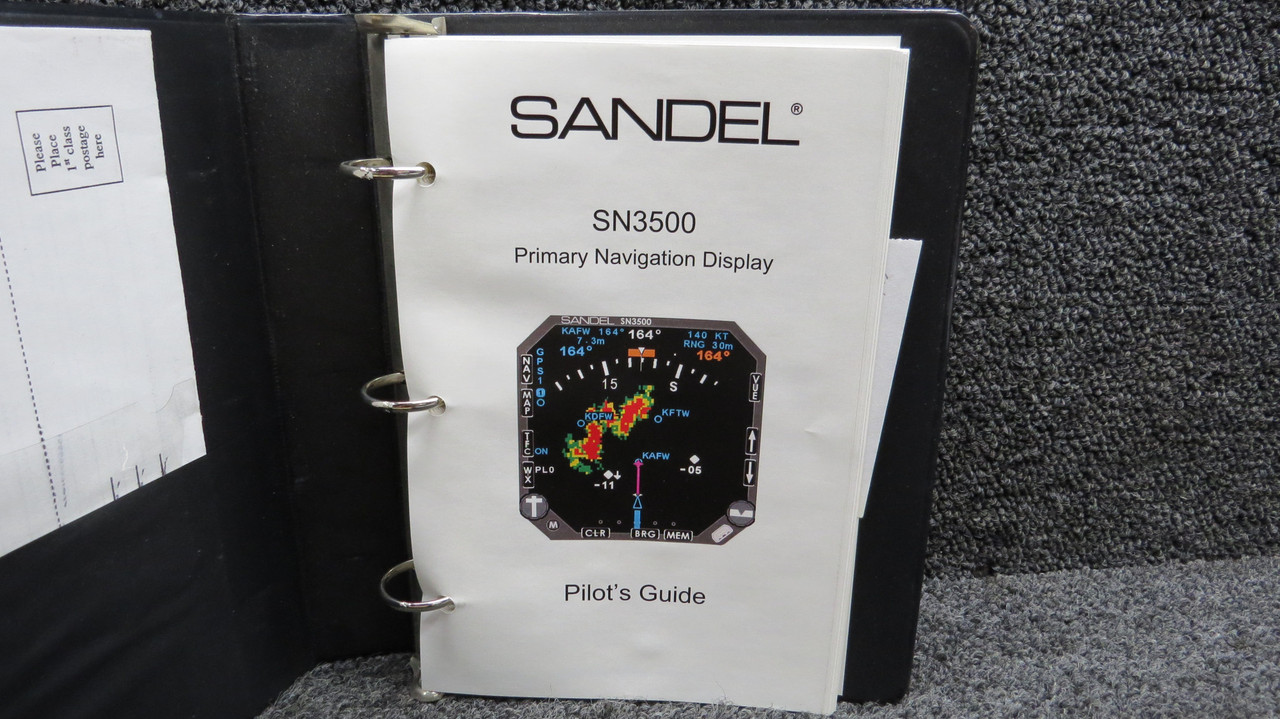 Please
Place
1st class
postage
here
SANDEL®
SN3500
Primary Navigation Display
SANDEL SN3500
KAFW 164°
7.3m
164°
164°
140 KT
RNG 30m
164°
GPS1
1
NAV
MAP
TFC
WX
ON
PL0
VUE
15
S
KDFW
KFTW
KAFW
-05
-11
M
CLR
BRG
MEM
Pilot's Guide